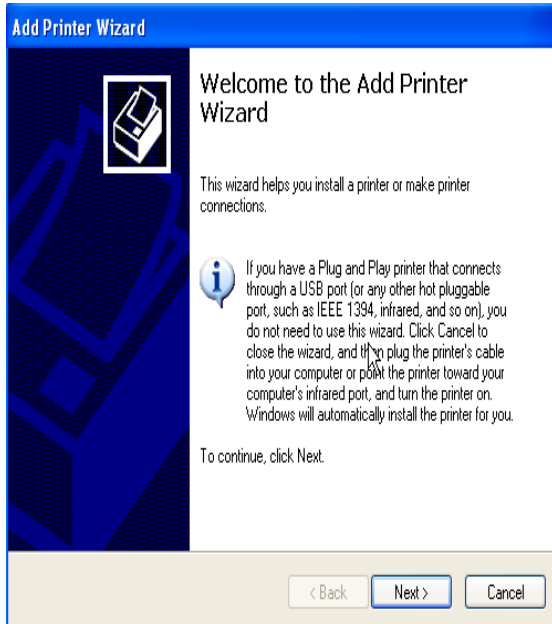 Add Printer Wizard
Welcome to the Add Printer
Wizard
This wizard helps you install a printer or make printer
connections.
If you have a Plug and Play printer that connects
through a USB port (or any other hot pluggable
port, such as IEEE 1394, infrared, and so on), you
do not need to use this wizard. Click Cancel to
close the wizard, and then plug the printer's cable
into your computer or point the printer toward your
computer's infrared port, and turn the printer on.
Windows will automatically install the printer for you.
To continue, click Next.
< Back Next > Cancel